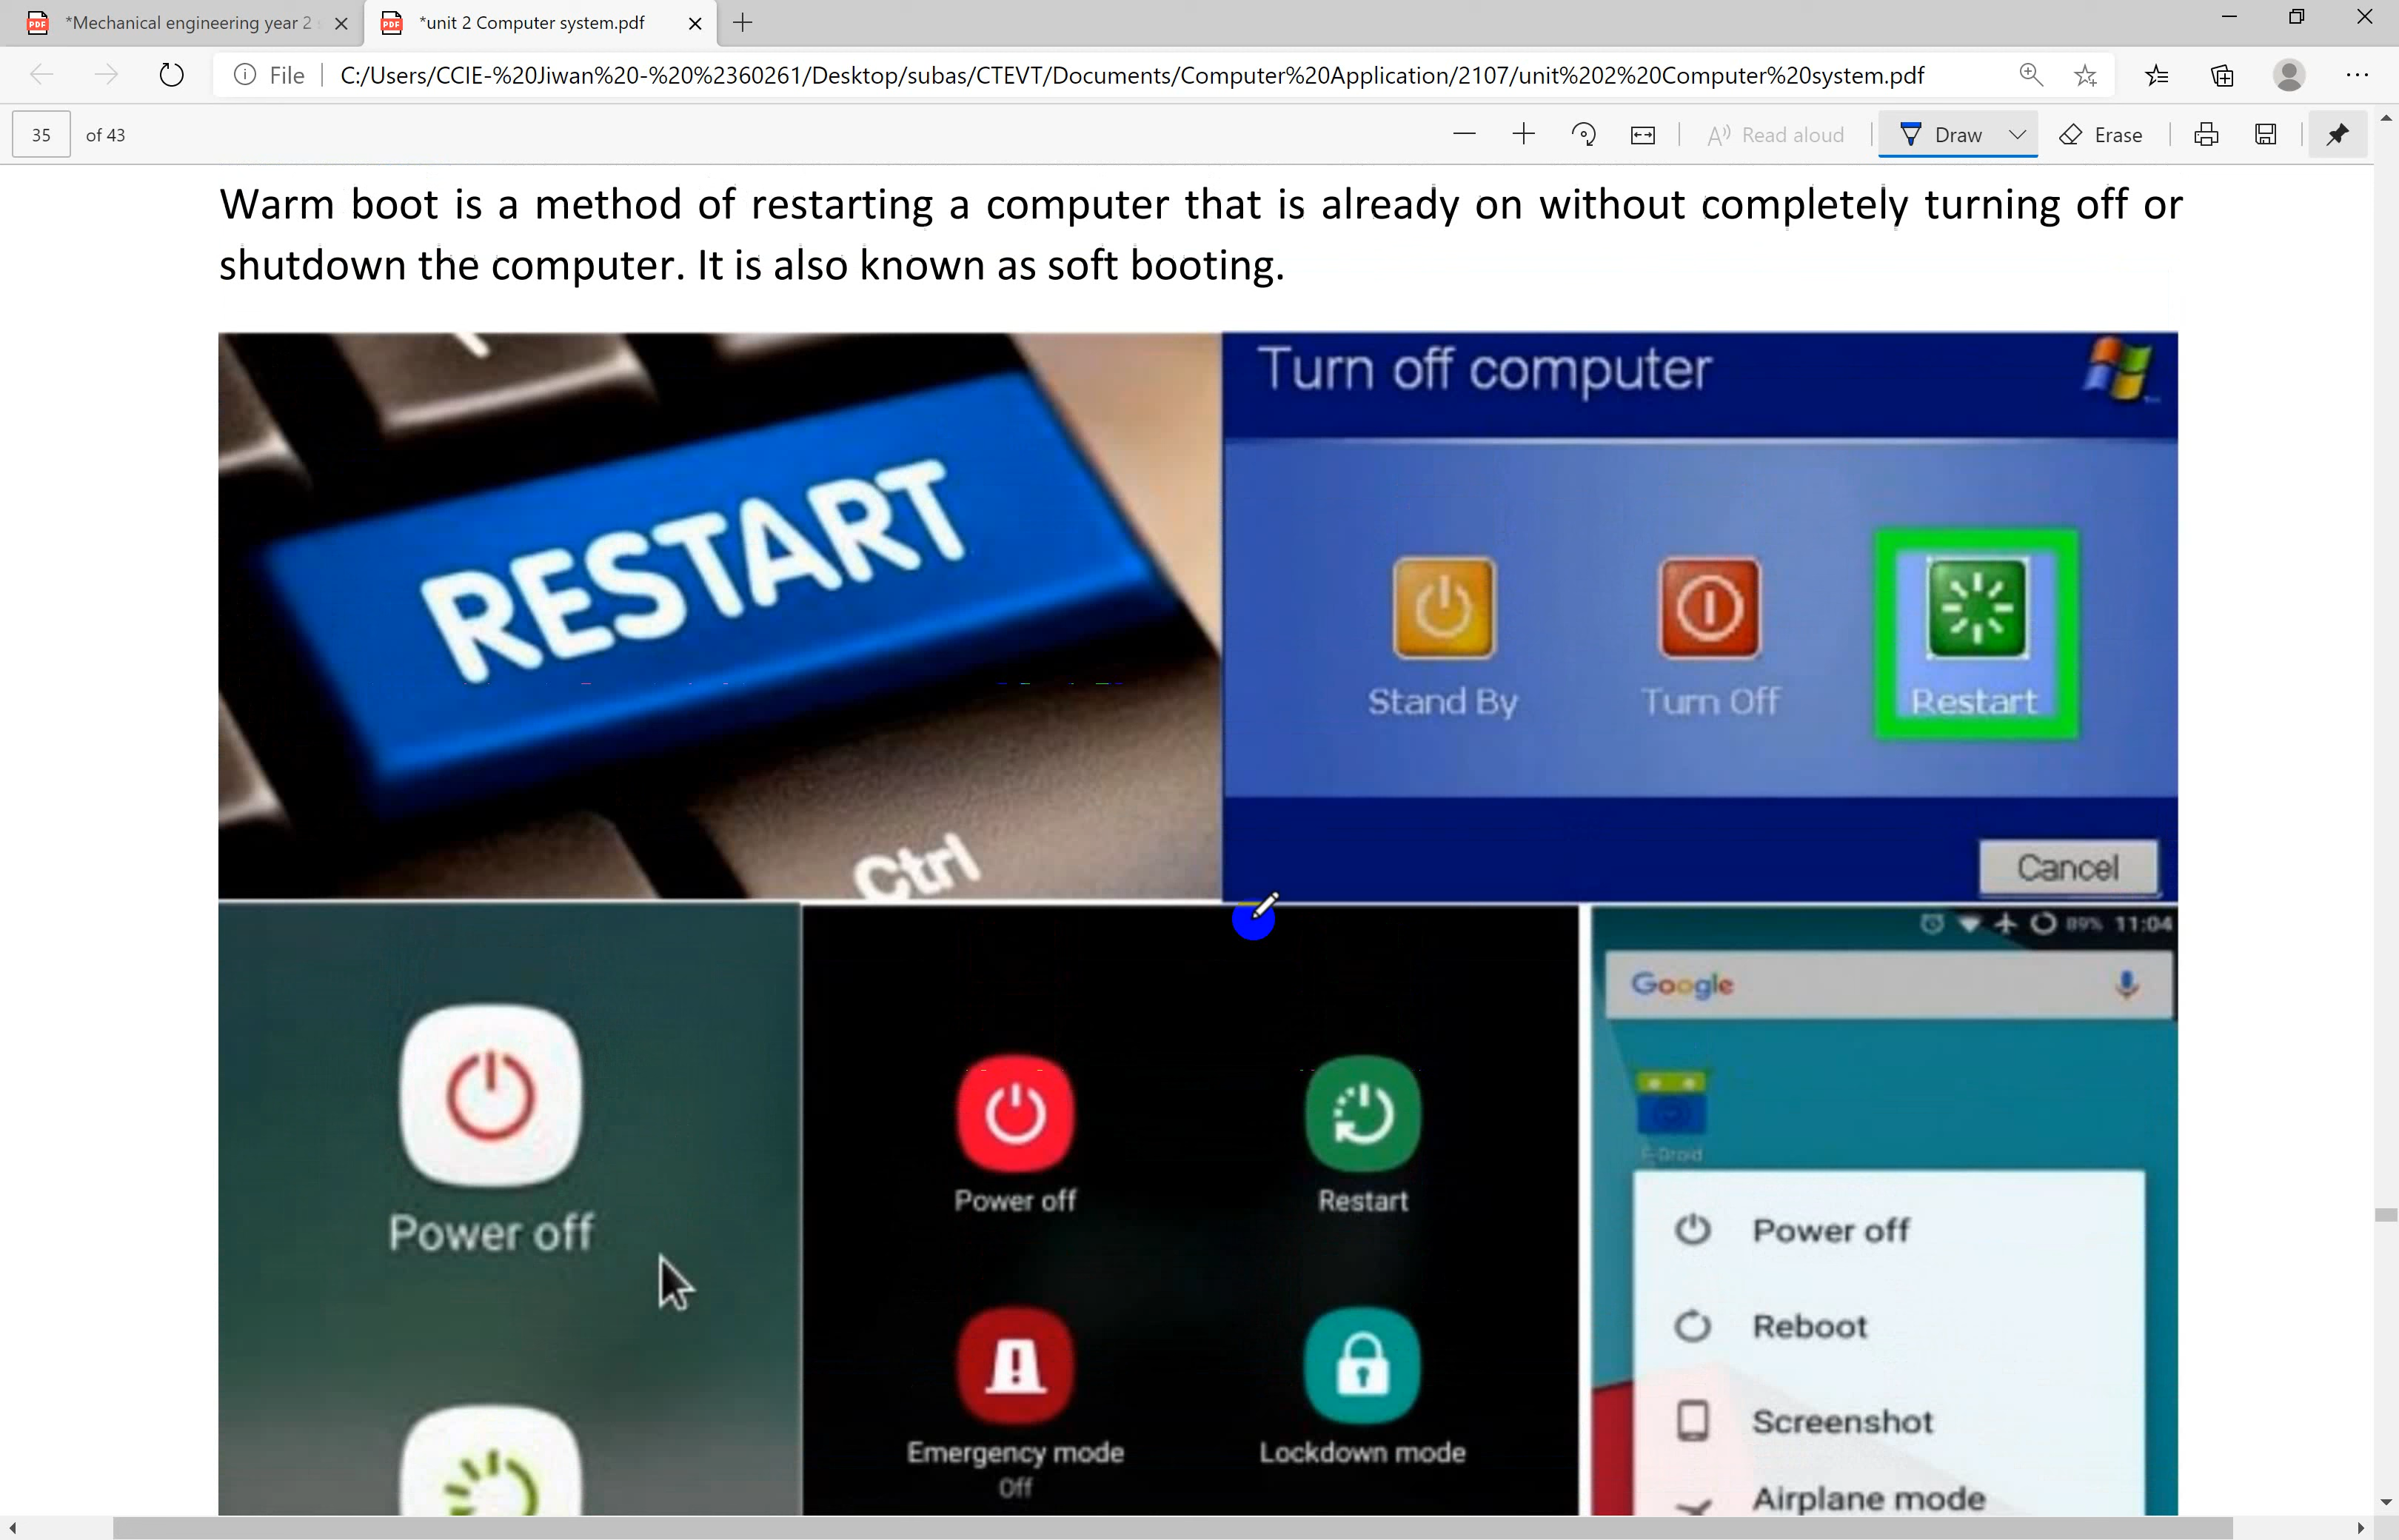 *Mechanical engineering year 2
*unit 2 Computer system.pdf
File
C:/Users/CCIE-%20Jiwan%20-%20%2360261/Desktop/subas/CTEVT/Documents/Computer%20Application/2107/unit%202%20Computer%20system.pdf
35 of 43
Read aloud
Draw
Erase
Warm boot is a method of restarting a computer that is already on without completely turning off or
shutdown the computer. It is also known as soft booting.
RESTART
Ctrl
Turn off computer
Stand By
Turn Off
Restart
Cancel
Power off
Power off
Restart
Emergency mode
Off
Lockdown mode
89% 11:04
Google
F-Droid
Power off
Reboot
Screenshot
Airplane mode